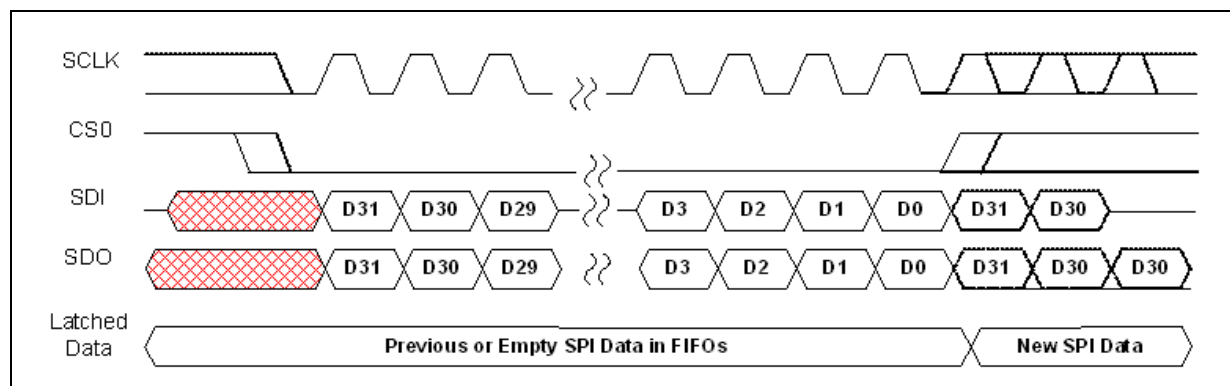 SCLK
CS0
SDI
D31 D30 D29 D3 D2 D1 D0 D31 D30
SDO
D31 D30 D29 D3 D2 D1 D0 D31 D30 D30
Latched
Data
Previous or Empty SPI Data in FIFOs New SPI Data